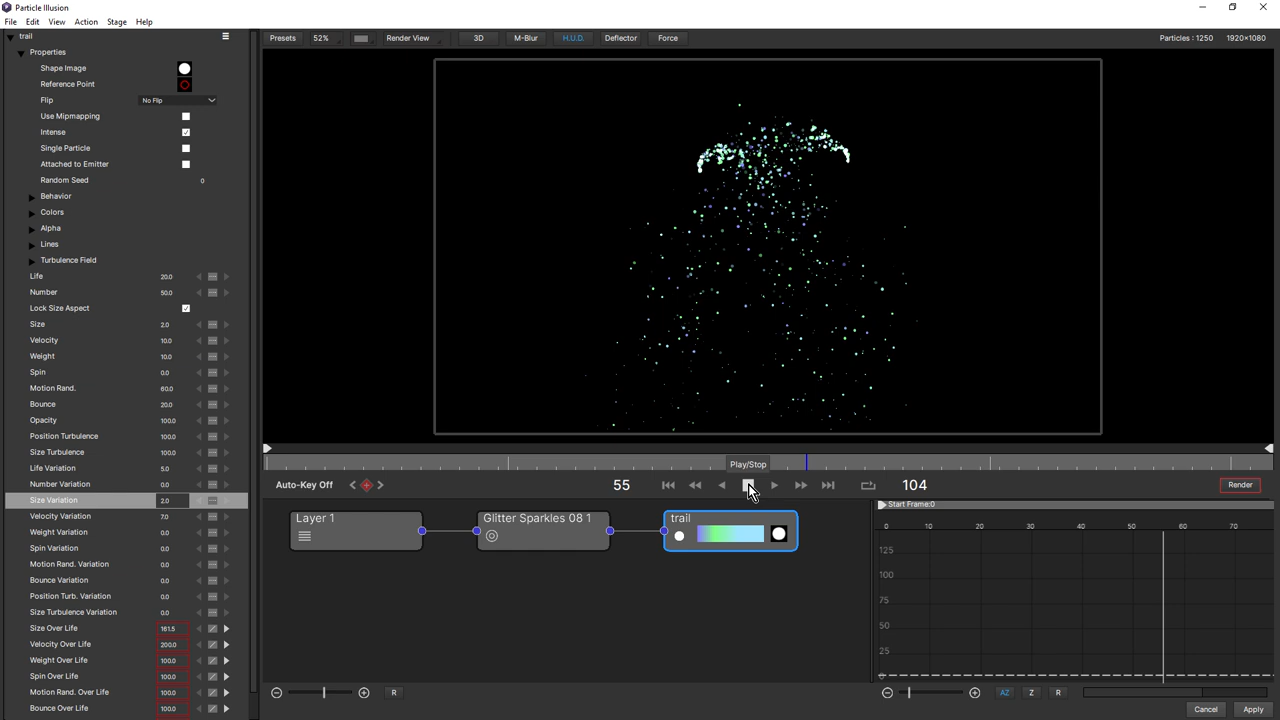 Particle Illusion
File Edit View Action Stage Help
trail
Presets 52% Render View 3D M-Blur H.U.D. Deflector Force Particles : 1250 1920×1080
Properties
Shape Image
Reference Point
Flip No Flip
Use Mipmapping
Intense
Single Particle
Attached to Emitter
Random Seed 0
Behavior
Colors
Alpha
Lines
Turbulence Field
Life 20.0
Number 50.0
Lock Size Aspect
Size 2.0
Velocity 10.0
Weight 10.0
Spin 0.0
Motion Rand. 60.0
Bounce 20.0
Opacity 100.0
Position Turbulence 100.0
Size Turbulence 100.0
Life Variation 5.0
Number Variation 0.0
Size Variation 2.0
Velocity Variation 7.0
Weight Variation 0.0
Spin Variation 0.0
Motion Rand. Variation 0.0
Bounce Variation 0.0
Position Turb. Variation 0.0
Size Turbulence Variation 0.0
Size Over Life 161.5
Velocity Over Life 200.0
Weight Over Life 100.0
Spin Over Life 100.0
Motion Rand. Over Life 100.0
Bounce Over Life 100.0
Play/Stop
Auto-Key Off 55 104 Render
Layer 1
Glitter Sparkles 08 1
trail
Start Frame:0
0 10 20 30 40 50 60 70
125
100
75
50
25
0
R
AZ Z R
Cancel Apply